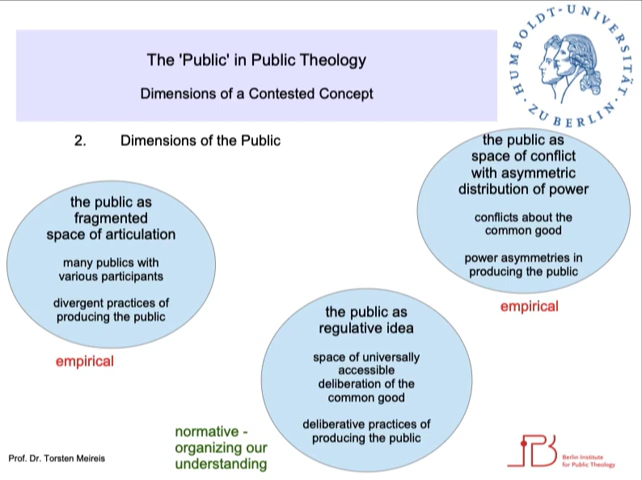 The 'Public' in Public Theology
Dimensions of a Contested Concept
HUMBOLDT-UNIVERSITÄT · ZU BERLIN ·
2. Dimensions of the Public
the public as
fragmented
space of articulation
many publics with
various participants
divergent practices of
producing the public
empirical
the public as
regulative idea
space of universally
accessible
deliberation of the
common good
deliberative practices of
producing the public
normative -
organizing our
understanding
the public as
space of conflict
with asymmetric
distribution of power
conflicts about the
common good
power asymmetries in
producing the public
empirical
Prof. Dr. Torsten Meireis
Berlin Institute
for Public Theology